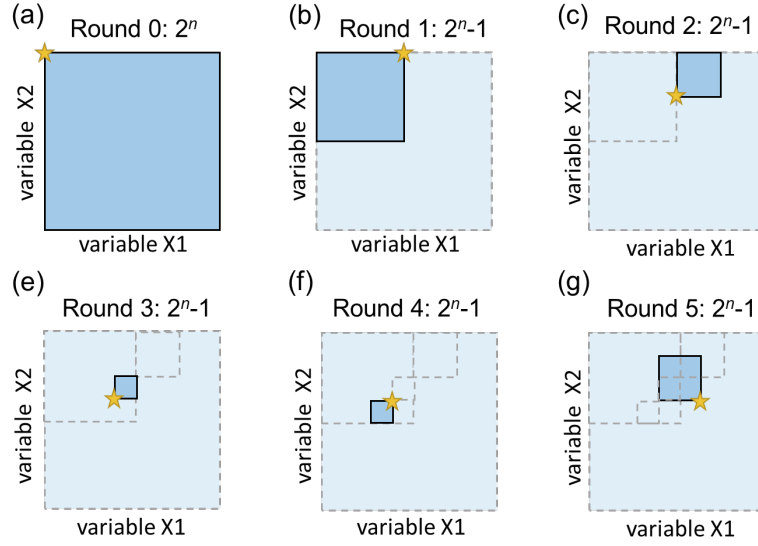 (a)
Round 0: 2ⁿ
variable X2
variable X1
(b)
Round 1: 2ⁿ-1
variable X2
variable X1
(c)
Round 2: 2ⁿ-1
variable X2
variable X1
(e)
Round 3: 2ⁿ-1
variable X2
variable X1
(f)
Round 4: 2ⁿ-1
variable X2
variable X1
(g)
Round 5: 2ⁿ-1
variable X2
variable X1